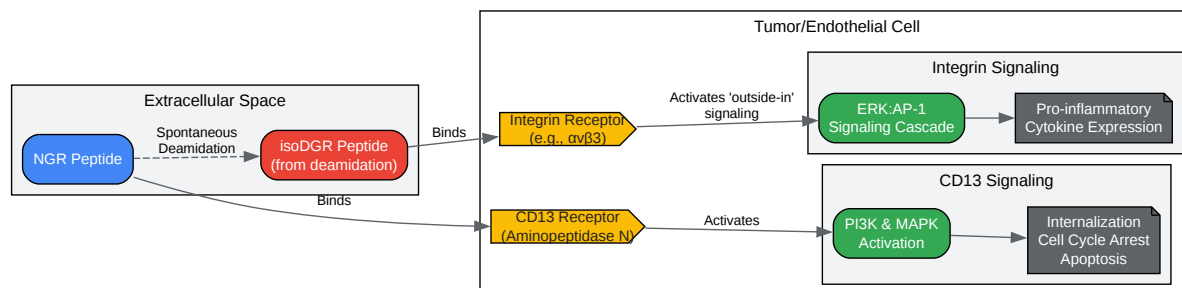 Tumor/Endothelial Cell
Extracellular Space
NGR Peptide
Spontaneous
Deamidation
isoDGR Peptide
(from deamidation)
Binds
Binds
Integrin Receptor
(e.g., αvβ3)
Activates 'outside-in'
signaling
Integrin Signaling
ERK:AP-1
Signaling Cascade
Pro-inflammatory
Cytokine Expression
CD13 Receptor
(Aminopeptidase N)
Activates
CD13 Signaling
PI3K & MAPK
Activation
Internalization
Cell Cycle Arrest
Apoptosis